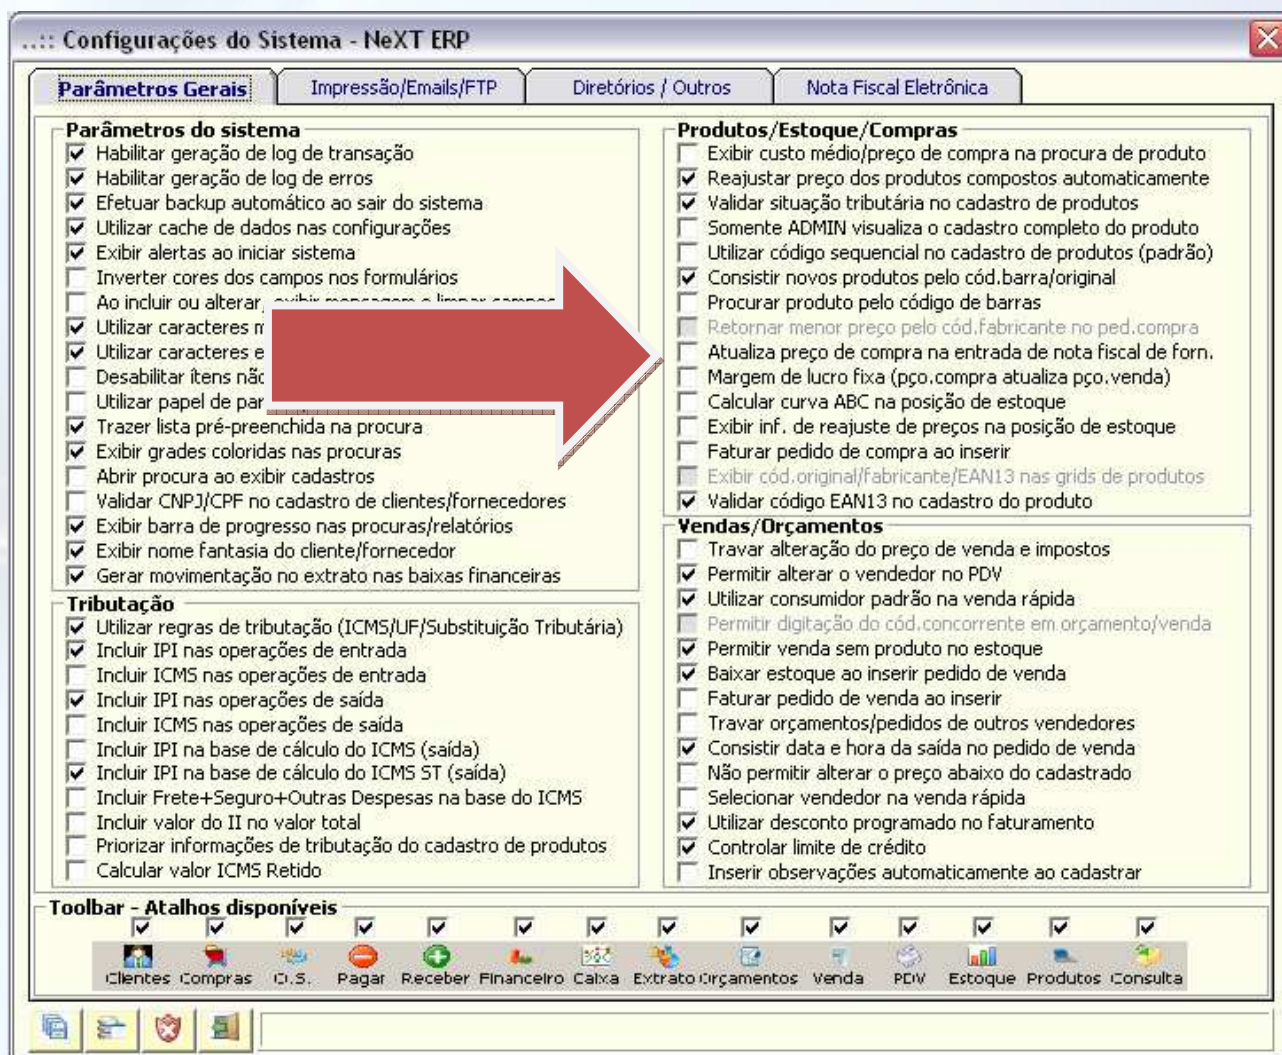 ..:: Configurações do Sistema - NeXT ERP
Parâmetros Gerais
Impressão/Emails/FTP
Diretórios / Outros
Nota Fiscal Eletrônica
Parâmetros do sistema
Habilitar geração de log de transação
Habilitar geração de log de erros
Efetuar backup automático ao sair do sistema
Utilizar cache de dados nas configurações
Exibir alertas ao iniciar sistema
Inverter cores dos campos nos formulários
Ao incluir ou alterar, exibir mensagem e limpar campos
Utilizar caracteres
Utilizar caracteres
Desabilitar ítens
Utilizar papel de
Trazer lista pré-preenchida na procura
Exibir grades coloridas nas procuras
Abrir procura ao exibir cadastros
Validar CNPJ/CPF no cadastro de clientes/fornecedores
Exibir barra de progresso nas procuras/relatórios
Exibir nome fantasia do cliente/fornecedor
Gerar movimentação no extrato nas baixas financeiras
Tributação
Utilizar regras de tributação (ICMS/UF/Substituição Tributária)
Incluir IPI nas operações de entrada
Incluir ICMS nas operações de entrada
Incluir IPI nas operações de saída
Incluir ICMS nas operações de saída
Incluir IPI na base de cálculo do ICMS (saída)
Incluir IPI na base de cálculo do ICMS ST (saída)
Incluir Frete+Seguro+Outras Despesas na base do ICMS
Incluir valor do II no valor total
Priorizar informações de tributação do cadastro de produtos
Calcular valor ICMS Retido
Produtos/Estoque/Compras
Exibir custo médio/preço de compra na procura de produto
Reajustar preço dos produtos compostos automaticamente
Validar situação tributária no cadastro de produtos
Somente ADMIN visualiza o cadastro completo do produto
Utilizar código sequencial no cadastro de produtos (padrão)
Consistir novos produtos pelo cód.barra/original
Procurar produto pelo código de barras
Retornar menor preço pelo cód.fabricante no ped.compra
Atualiza preço de compra na entrada de nota fiscal de forn.
Margem de lucro fixa (pço.compra atualiza pço.venda)
Calcular curva ABC na posição de estoque
Exibir inf. de reajuste de preços na posição de estoque
Faturar pedido de compra ao inserir
Exibir cód.original/fabricante/EAN13 nas grids de produtos
Validar código EAN13 no cadastro do produto
Vendas/Orçamentos
Travar alteração do preço de venda e impostos
Permitir alterar o vendedor no PDV
Utilizar consumidor padrão na venda rápida
Permitir digitação do cód.concorrente em orçamento/venda
Permitir venda sem produto no estoque
Baixar estoque ao inserir pedido de venda
Faturar pedido de venda ao inserir
Travar orçamentos/pedidos de outros vendedores
Consistir data e hora da saída no pedido de venda
Não permitir alterar o preço abaixo do cadastrado
Selecionar vendedor na venda rápida
Utilizar desconto programado no faturamento
Controlar limite de crédito
Inserir observações automaticamente ao cadastrar
Toolbar - Atalhos disponíveis
Clientes Compras O.S. Pagar Receber Financeiro Caixa Extrato Orçamentos Venda PDV Estoque Produtos Consulta